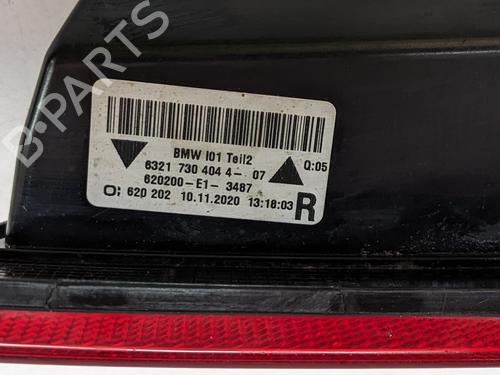 B-PARTS
BMW I01 Teil2
Q:05
6321 730 404 4- 07
620200-E1- 3487
O: 620 202 10.11.2020 13:18:03 R